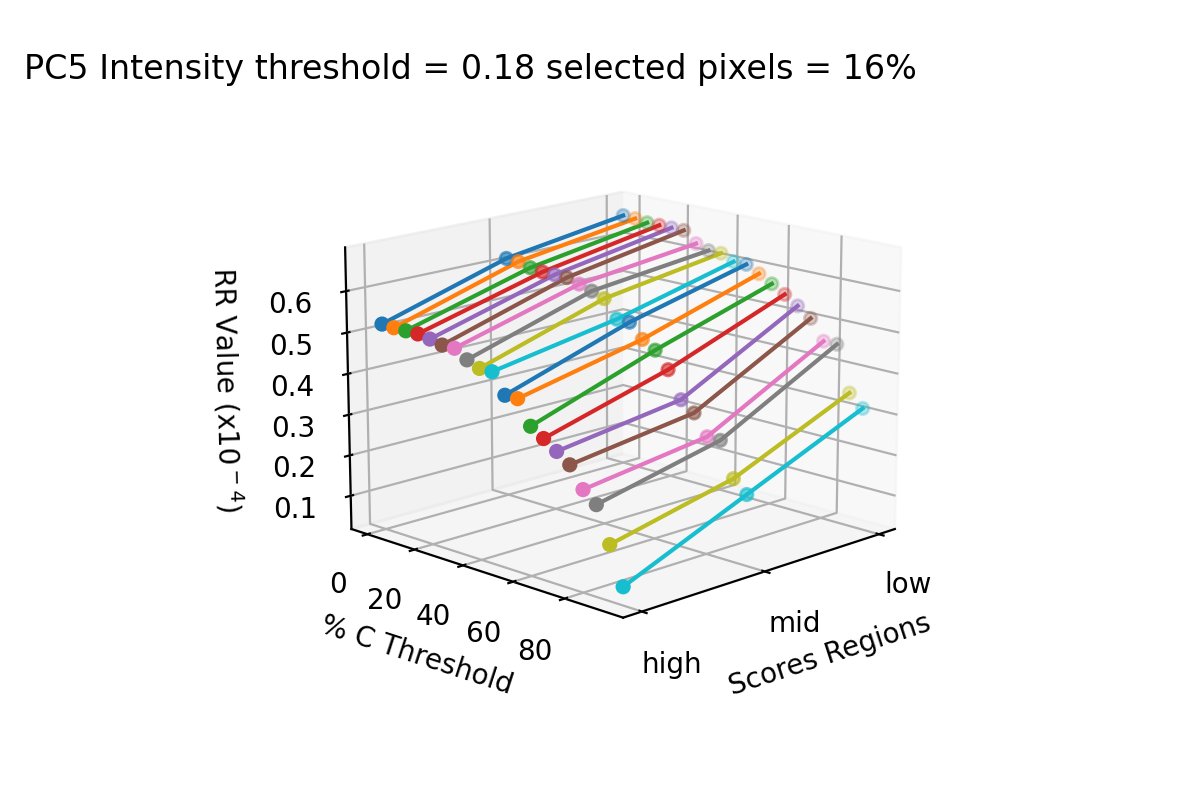 PC5 Intensity threshold = 0.18 selected pixels = 16%
RR Value (x10⁻⁴)
0.6
0.5
0.4
0.3
0.2
0.1
0
20
40
60
80
% C Threshold
high
mid
low
Scores Regions